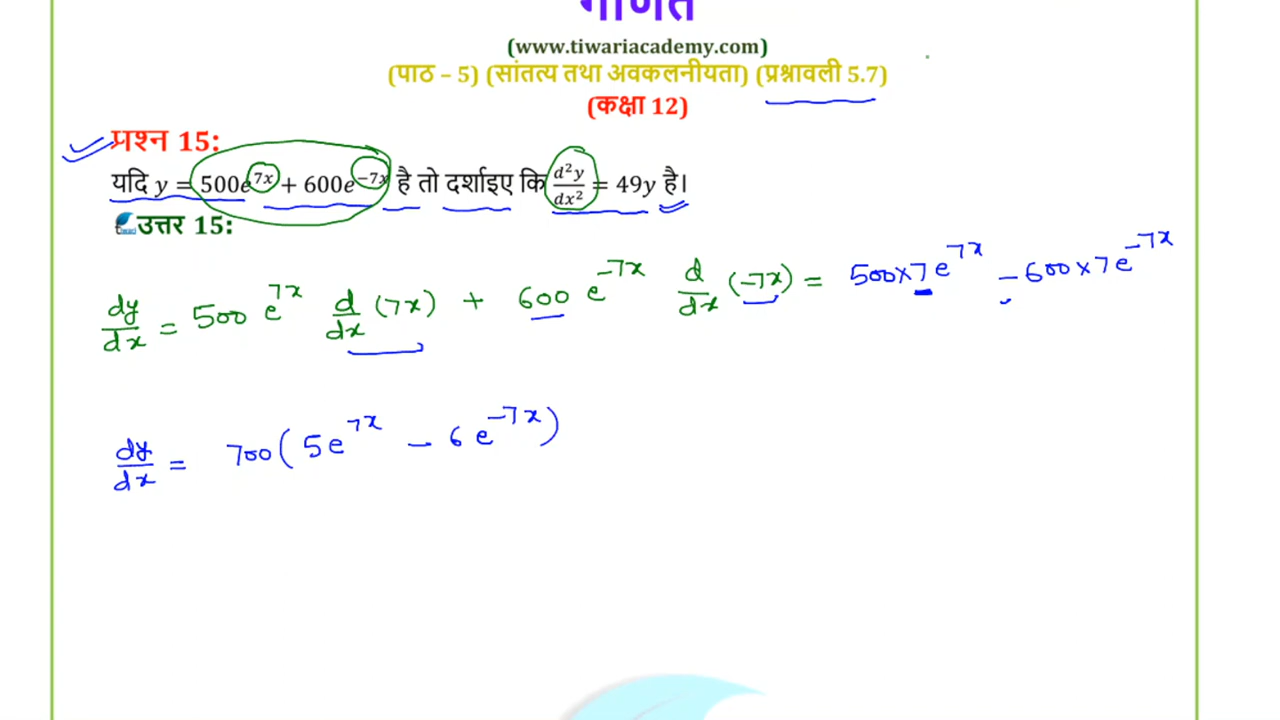 गणित
(www.tiwariacademy.com)
(पाठ – 5) (सांतत्य तथा अवकलनीयता) (प्रश्नावली 5.7)
(कक्षा 12)
प्रश्न 15:
यदि y = 500e^{7x} + 600e^{−7x} है तो दर्शाइए कि d²y/dx² = 49y है।
उत्तर 15:
dy/dx = 500 e^{7x} d/dx (7x) + 600 e^{−7x} d/dx (−7x) = 500×7e^{7x} − 600×7e^{−7x}
dy/dx = 700(5e^{7x} − 6e^{−7x})